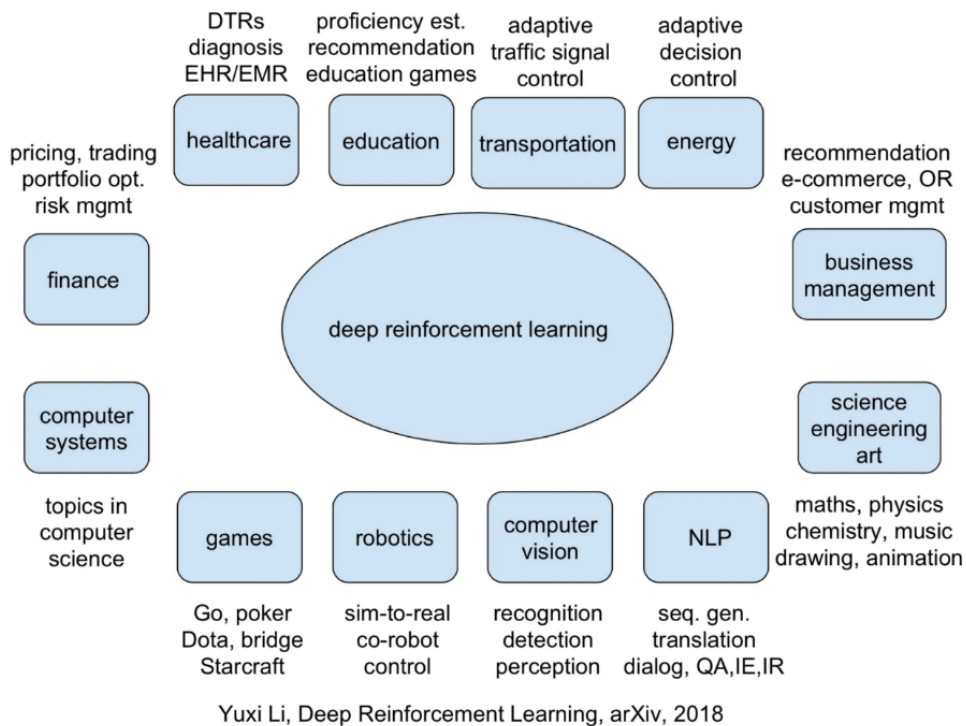 DTRs
diagnosis
EHR/EMR
healthcare
proficiency est.
recommendation
education games
education
adaptive
traffic signal
control
transportation
adaptive
decision
control
energy
pricing, trading
portfolio opt.
risk mgmt
finance
recommendation
e-commerce, OR
customer mgmt
business
management
deep reinforcement learning
computer
systems
topics in
computer
science
science
engineering
art
maths, physics
chemistry, music
drawing, animation
games
Go, poker
Dota, bridge
Starcraft
robotics
sim-to-real
co-robot
control
computer
vision
recognition
detection
perception
NLP
seq. gen.
translation
dialog, QA,IE,IR
Yuxi Li, Deep Reinforcement Learning, arXiv, 2018